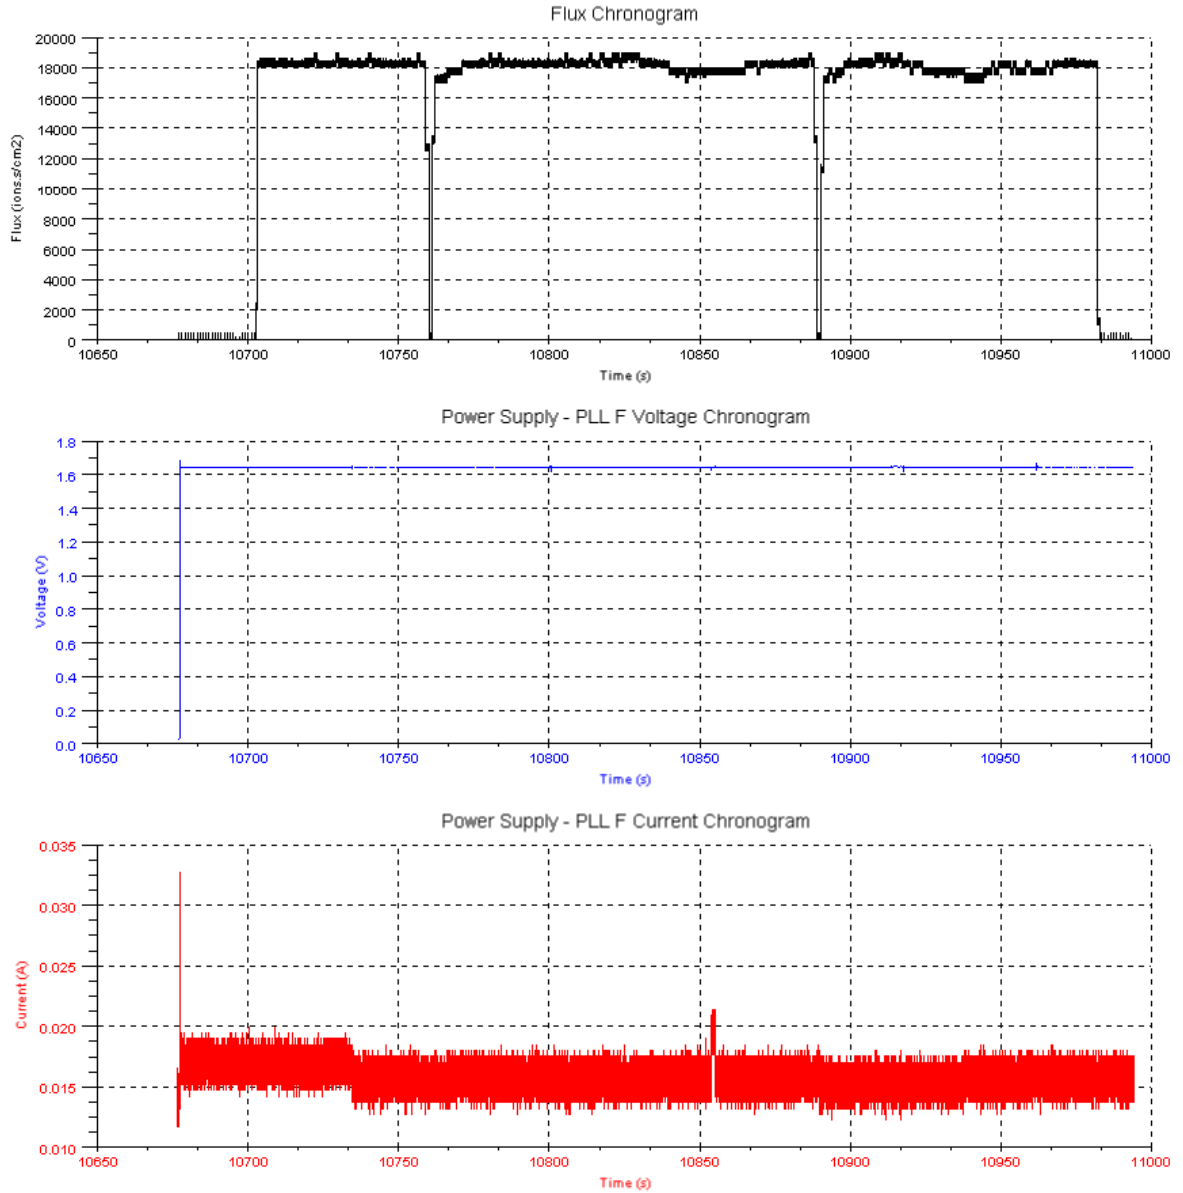 Flux Chronogram
20000
18000
16000
14000
12000
10000
8000
6000
4000
2000
0
Flux (ions.s/cm2)
10650 10700 10750 10800 10850 10900 10950 11000
Time (s)
Power Supply - PLL F Voltage Chronogram
1.8
1.6
1.4
1.2
1.0
0.8
0.6
0.4
0.2
0.0
Voltage (V)
10650 10700 10750 10800 10850 10900 10950 11000
Time (s)
Power Supply - PLL F Current Chronogram
0.035
0.030
0.025
0.020
0.015
0.010
Current (A)
10650 10700 10750 10800 10850 10900 10950 11000
Time (s)